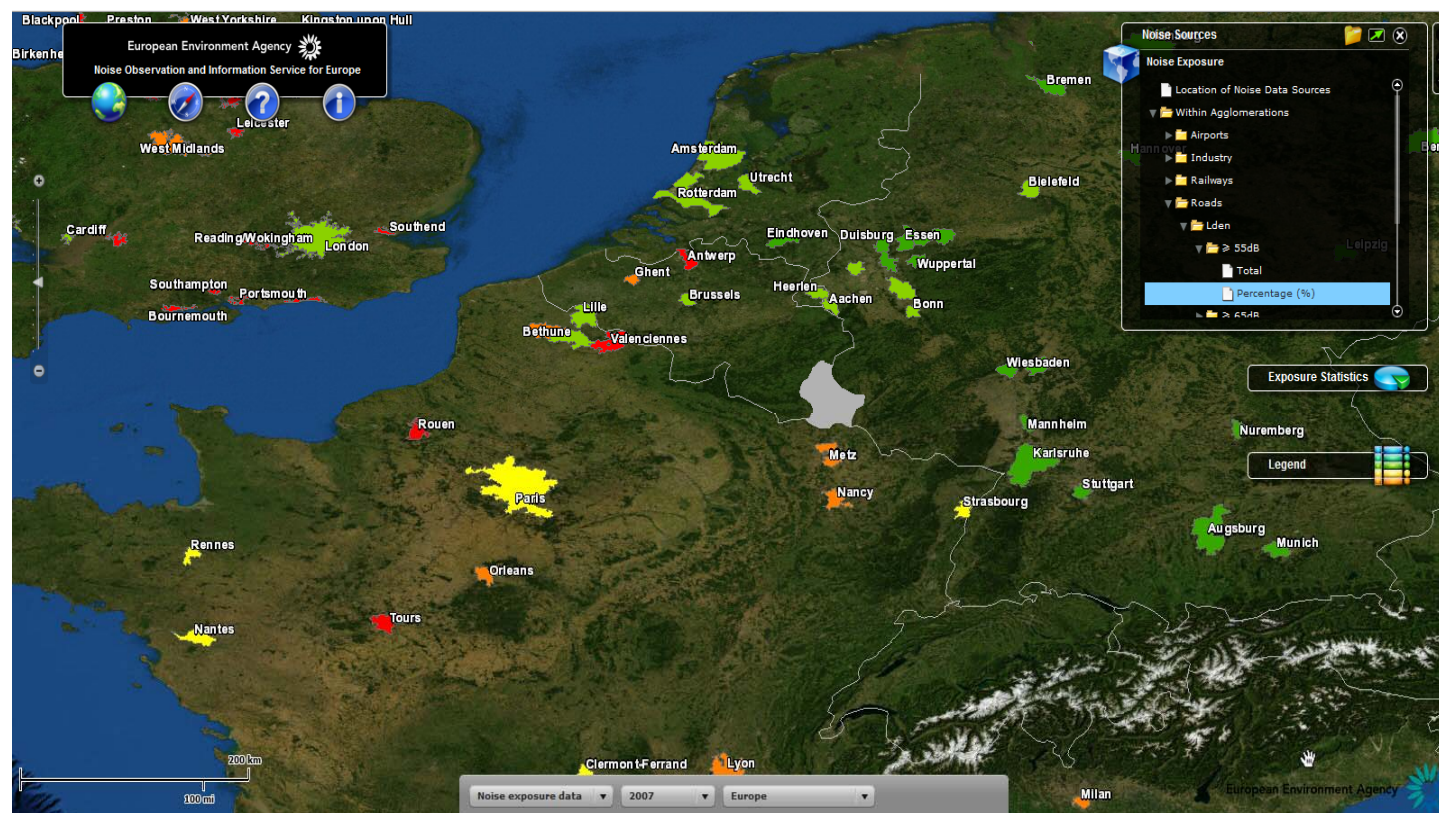 Blackpool
Preston
West Yorkshire
Kingston upon Hull
European Environment Agency
Noise Observation and Information Service for Europe
Leicester
West Midlands
Cardiff
Reading/Wokingham
London
Southend
Southampton
Portsmouth
Bournemouth
Amsterdam
Utrecht
Rotterdam
Bremen
Bielefeld
Eindhoven
Duisburg
Essen
Wuppertal
Antwerp
Ghent
Brussels
Heerlen
Aachen
Bonn
Lille
Bethune
Valenciennes
Wiesbaden
Rouen
Mannheim
Nuremberg
Metz
Karlsruhe
Paris
Nancy
Strasbourg
Stuttgart
Augsburg
Munich
Rennes
Orleans
Tours
Nantes
Clermont-Ferrand
Lyon
Milan
Noise Sources
Noise Exposure
Location of Noise Data Sources
Within Agglomerations
Airports
Hannover
Industry
Railways
Roads
Lden
Leipzig
≥ 55dB
Total
Percentage (%)
≥ 65dB
Exposure Statistics
Legend
200 km
100 mi
Noise exposure data
2007
Europe
European Environment Agency